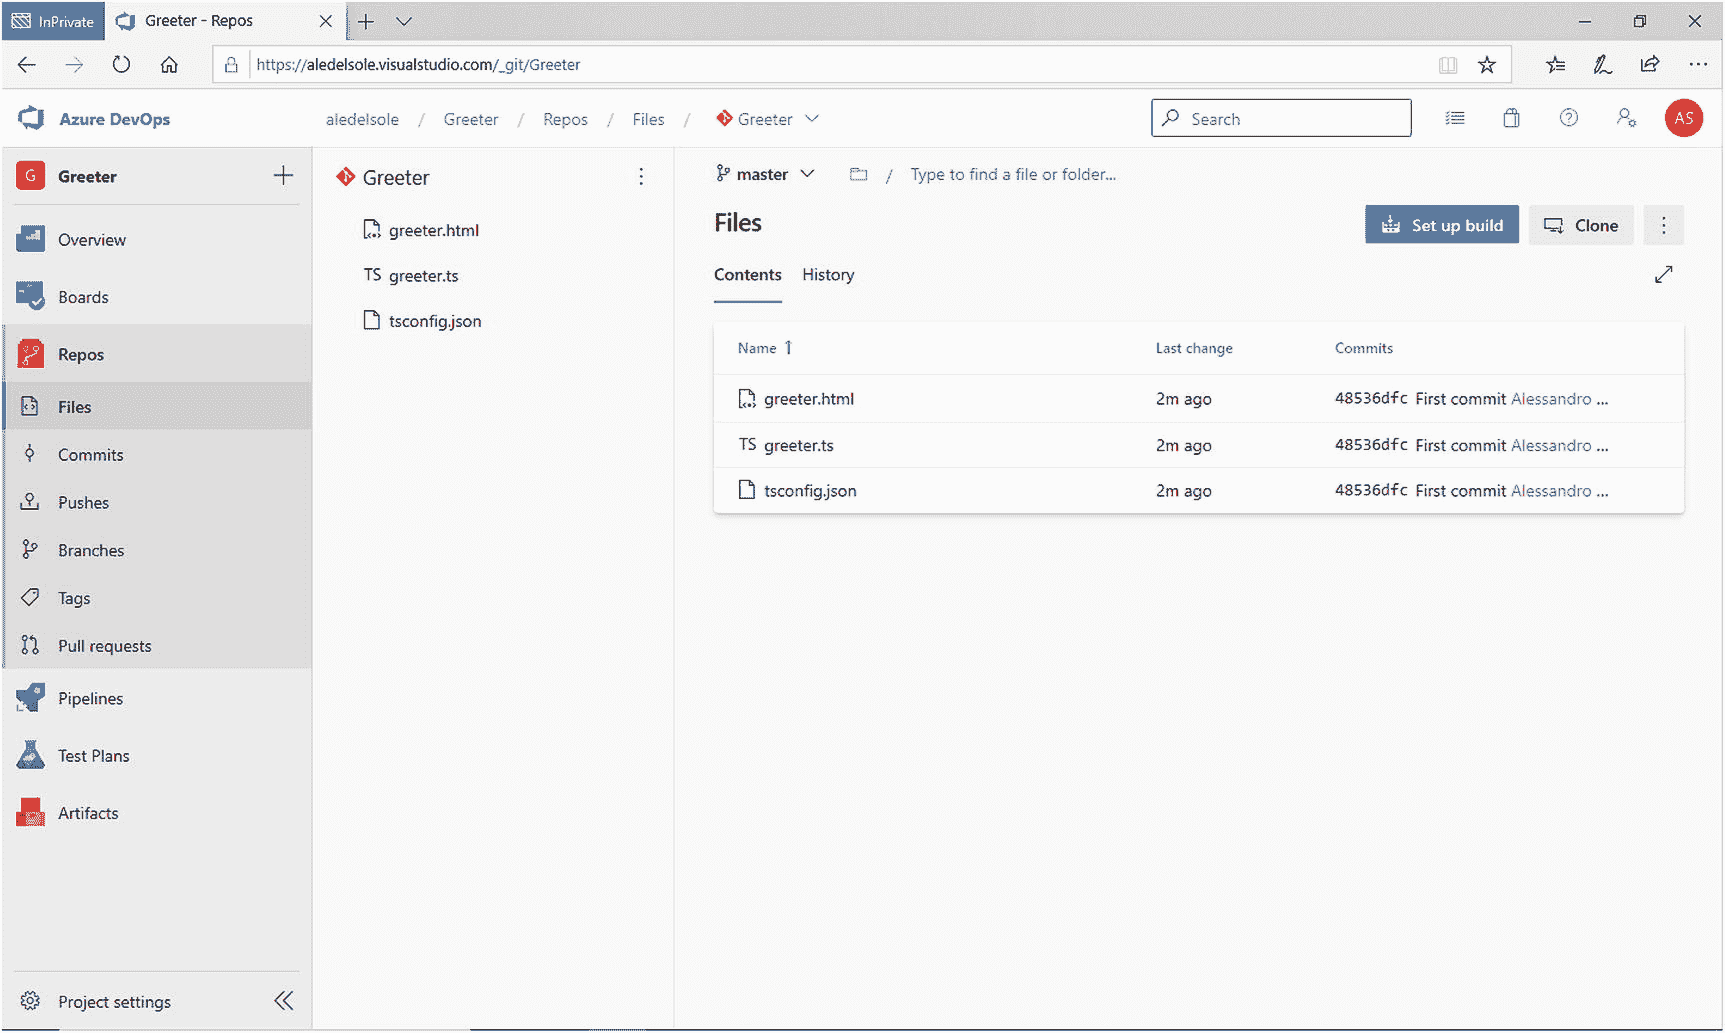 InPrivate Greeter - Repos
https://aledelsole.visualstudio.com/_git/Greeter
Azure DevOps aledelsole / Greeter / Repos / Files / Greeter Search AS
G Greeter
Overview
Boards
Repos
Files
Commits
Pushes
Branches
Tags
Pull requests
Pipelines
Test Plans
Artifacts
Project settings
Greeter
greeter.html
TS greeter.ts
tsconfig.json
master / Type to find a file or folder...
Files
Set up build Clone
Contents History
Name Last change Commits
greeter.html 2m ago 48536dfc First commit Alessandro ...
TS greeter.ts 2m ago 48536dfc First commit Alessandro ...
tsconfig.json 2m ago 48536dfc First commit Alessandro ...